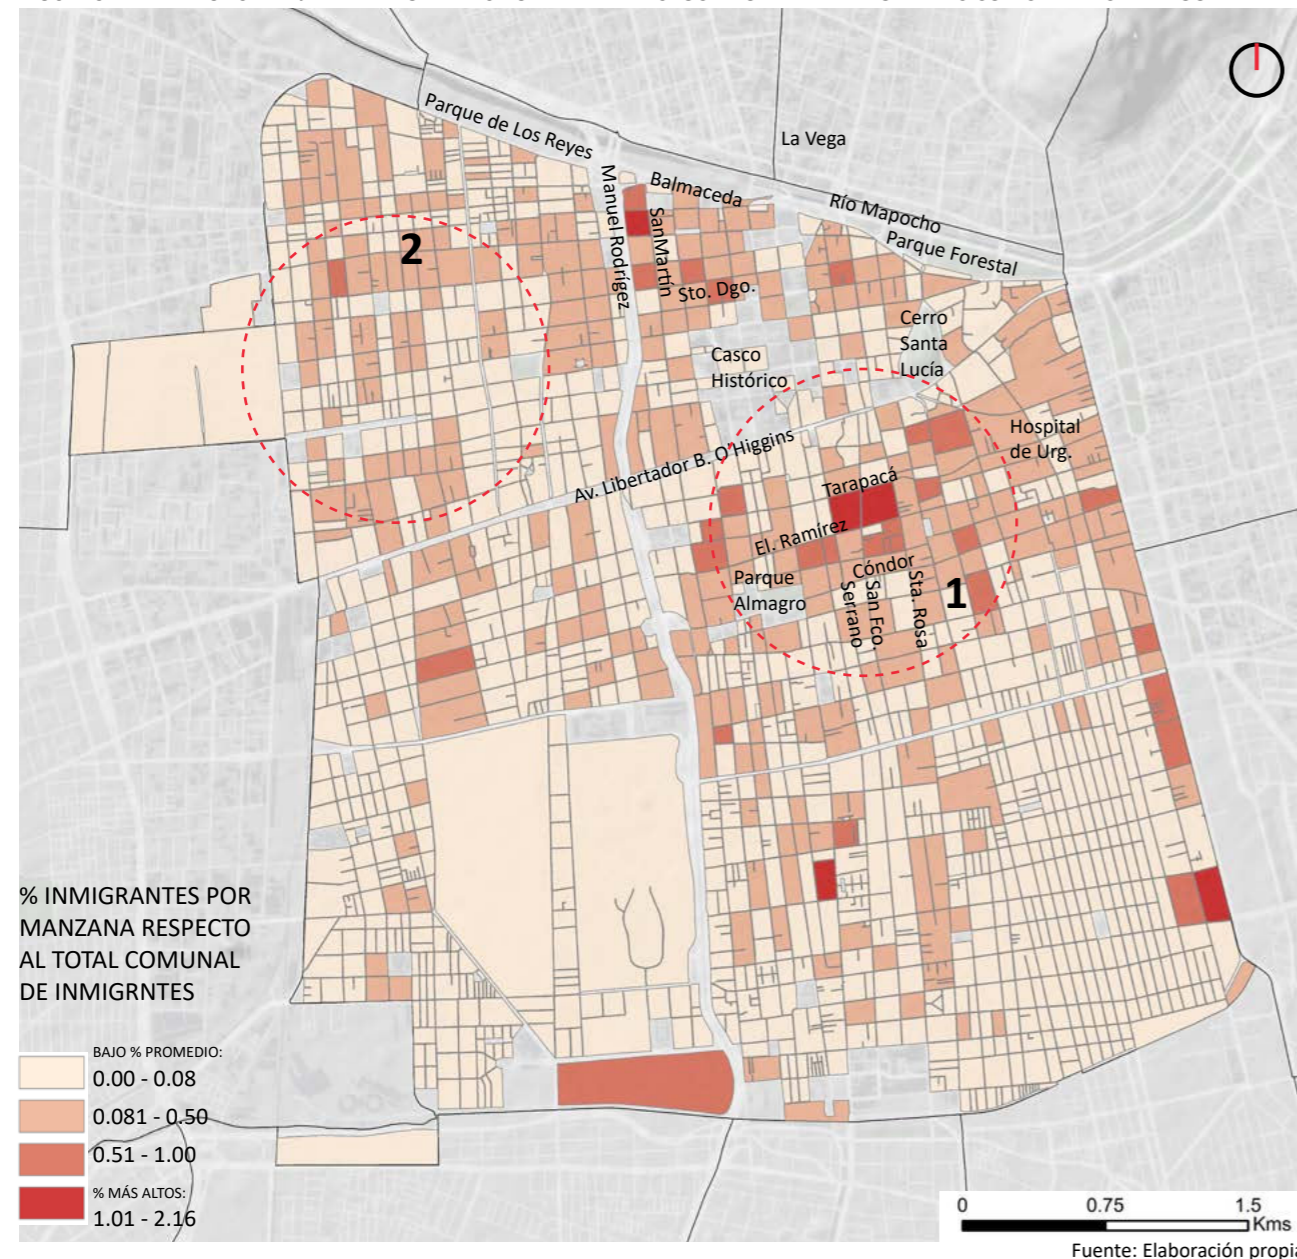 Parque de Los Reyes
La Vega
Manuel Rodrígez
Balmaceda
SanMartín
Río Mapocho
Parque Forestal
2
Sto. Dgo.
Cerro
Santa
Lucía
Casco
Histórico
Hospital
de Urg.
Av. Libertador B. O'Higgins
Tarapacá
El. Ramírez
Cóndor
Parque
Almagro
Serrano
San Fco.
Sta. Rosa
1
% INMIGRANTES POR
MANZANA RESPECTO
AL TOTAL COMUNAL
DE INMIGRNTES
BAJO % PROMEDIO:
0.00 - 0.08
0.081 - 0.50
0.51 - 1.00
% MÁS ALTOS:
1.01 - 2.16
0 0.75 1.5
Kms
Fuente: Elaboración propia